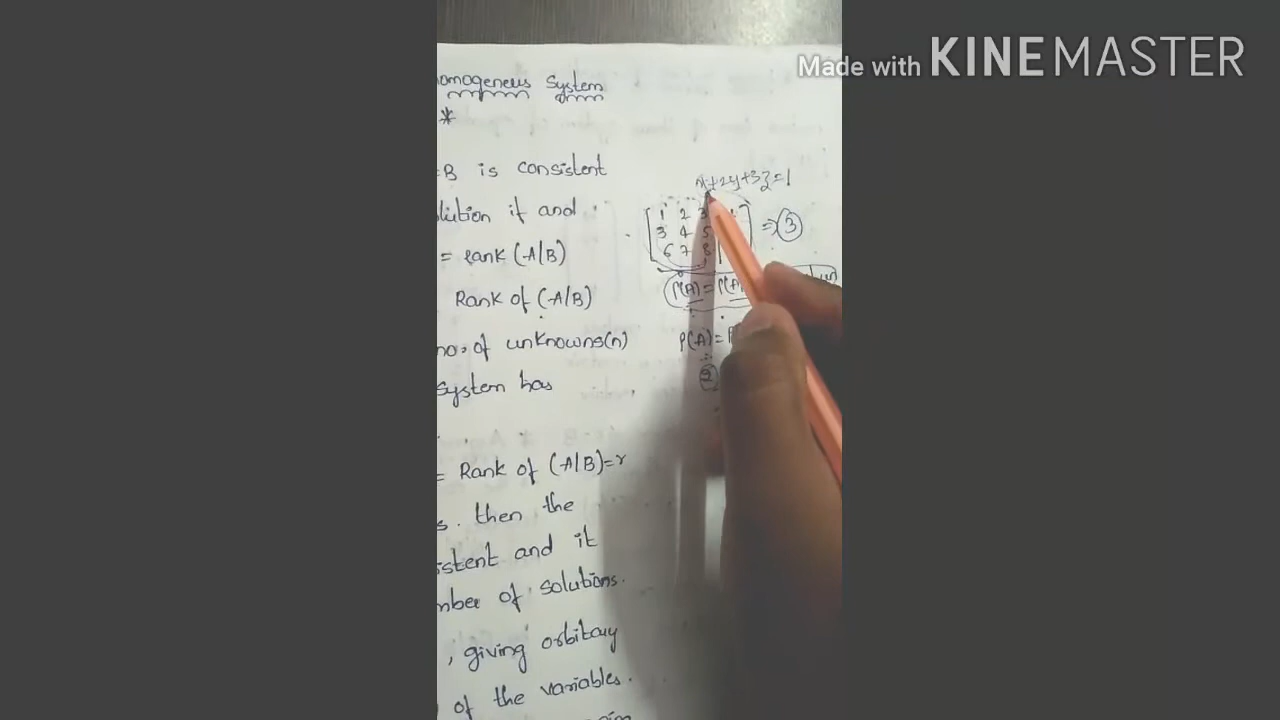 Made with KINEMASTER
omogeneus System
*
=B is consistent
lution if and
= rank (A/B)
Rank of (A/B)
no. of unknowns(n)
system has
= Rank of (A/B)=r
s. then the
sistent and it
mber of solutions.
, giving orbitary
of the variables.
x+2y+3z=1
1 2 3
3 4 5 ⇒ 3
6 7 8
ρ(A) = ρ(A
ρ(A) =
2